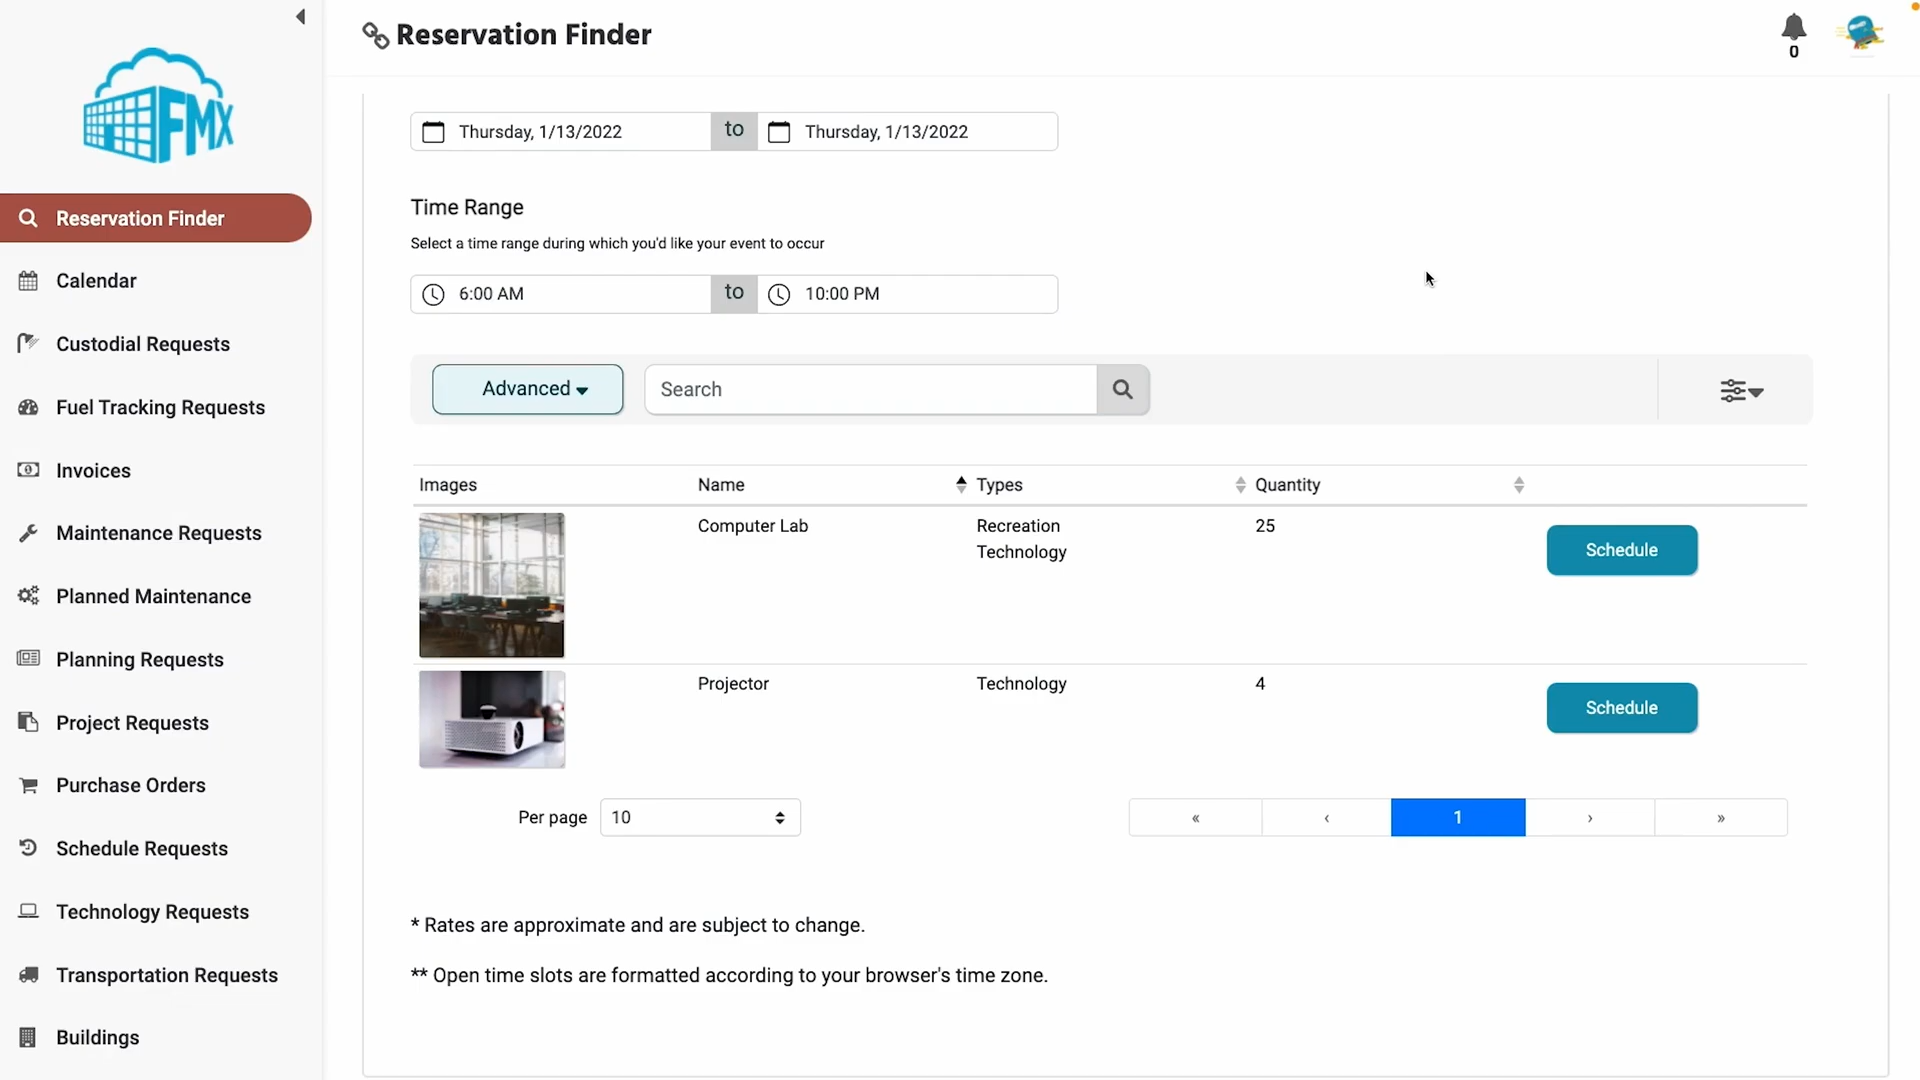 FMX
Reservation Finder
Calendar
Custodial Requests
Fuel Tracking Requests
Invoices
Maintenance Requests
Planned Maintenance
Planning Requests
Project Requests
Purchase Orders
Schedule Requests
Technology Requests
Transportation Requests
Buildings
Reservation Finder
0
Thursday, 1/13/2022 to Thursday, 1/13/2022
Time Range
Select a time range during which you'd like your event to occur
6:00 AM to 10:00 PM
Advanced Search
Images Name Types Quantity
Computer Lab Recreation 25
Technology
Schedule
Projector Technology 4
Schedule
Per page 10 « ‹ 1 › »
* Rates are approximate and are subject to change.
** Open time slots are formatted according to your browser's time zone.